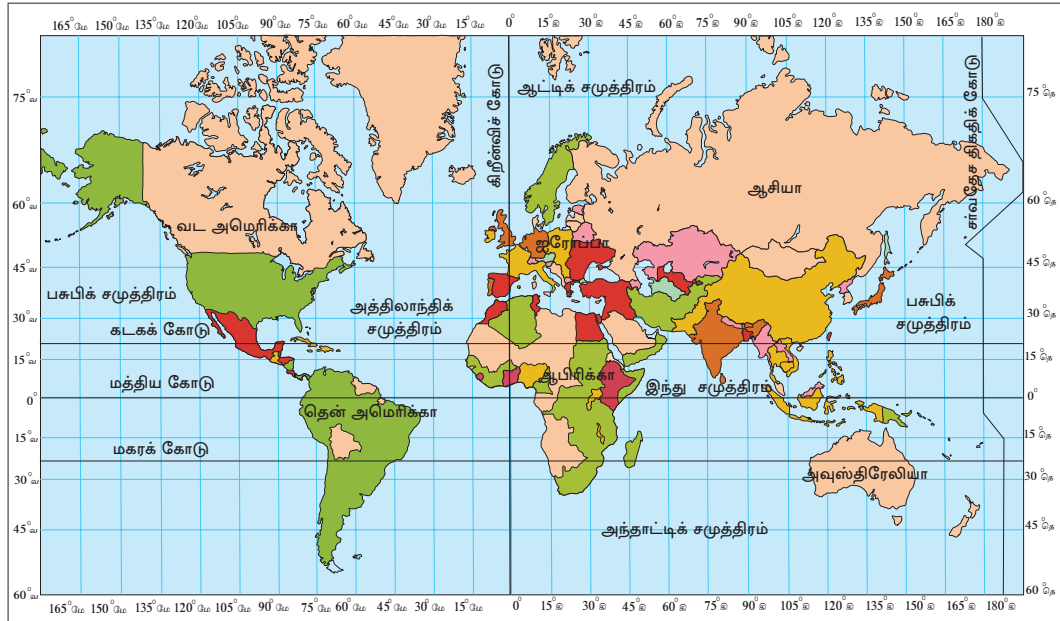 165° மே 150° மே 135° மே 120° மே 105° மே 90° மே 75° மே 60° மே 45° மே 30° மே 15° மே 0 15° இ 30° இ 45° இ 60° இ 75° இ 90° இ 105° இ 120° இ 135° இ 150° இ 165° இ 180° இ
கிறீன்விச் கோடு
ஆட்டிக் சமுத்திரம்
சர்வதேச திகதிக் கோடு
75° வ
75° தெ
ஆசியா
60° வ
60° தெ
வட அமெரிக்கா
ஐரோப்பா
45° வ
45° தெ
பசுபிக் சமுத்திரம்
அத்திலாந்திக்
சமுத்திரம்
பசுபிக்
சமுத்திரம்
30° வ
30° தெ
கடகக் கோடு
15° வ
15° தெ
மத்திய கோடு
ஆபிரிக்கா
இந்து சமுத்திரம்
0°
0°
தென் அமெரிக்கா
15° வ
15° தெ
மகரக் கோடு
அவுஸ்திரேலியா
30° வ
30° தெ
45° வ
45° தெ
அந்தாட்டிக் சமுத்திரம்
60° வ
60° தெ
165° மே 150° மே 135° மே 120° மே 105° மே 90° மே 75° மே 60° மே 45° மே 30° மே 15° மே 0 15° இ 30° இ 45° இ 60° இ 75° இ 90° இ 105° இ 120° இ 135° இ 150° இ 165° இ 180° இ